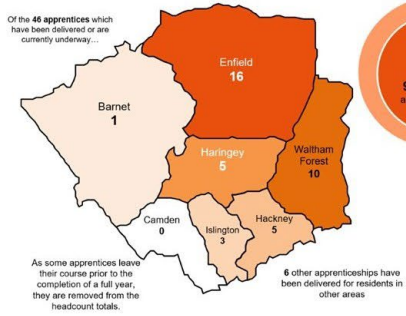 Of the 46 apprentices which
have been delivered or are
currently underway…
Enfield
16
Barnet
1
Haringey
5
Waltham
Forest
10
Camden
0
Islington
3
Hackney
5
As some apprentices leave
their course prior to the
completion of a full year,
they are removed from the
headcount totals.
6 other apprenticeships have
been delivered for residents in
other areas